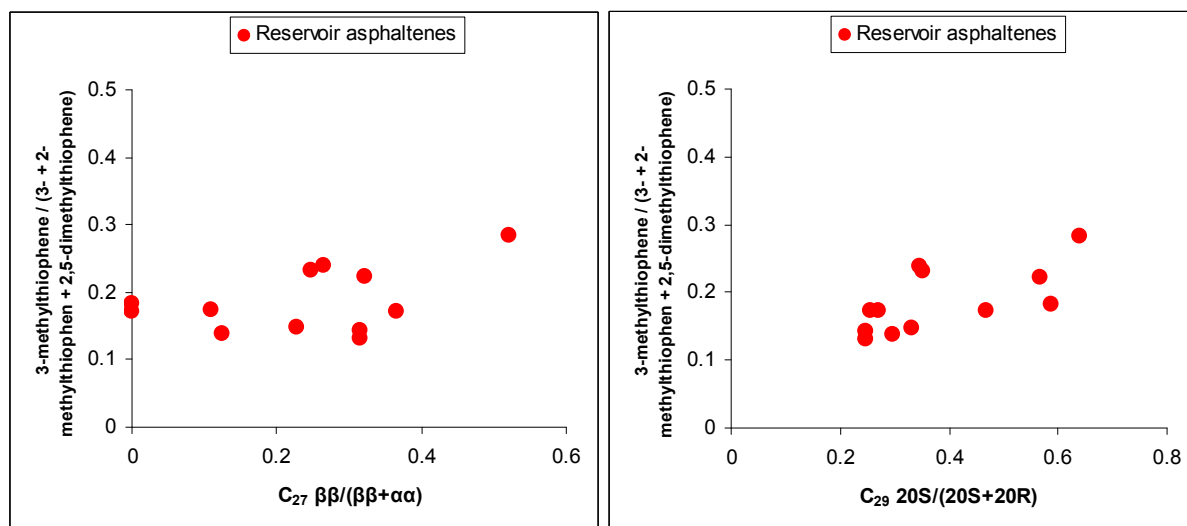 Reservoir asphaltenes
3-methylthiophene / (3- + 2-
methylthiophen + 2,5-dimethylthiophene)
0.5
0.4
0.3
0.2
0.1
0
0
0.2
0.4
0.6
C₂₇ ββ/(ββ+αα)
Reservoir asphaltenes
3-methylthiophene / (3- + 2-
methylthiophen + 2,5-dimethylthiophene)
0.5
0.4
0.3
0.2
0.1
0
0
0.2
0.4
0.6
0.8
C₂₉ 20S/(20S+20R)